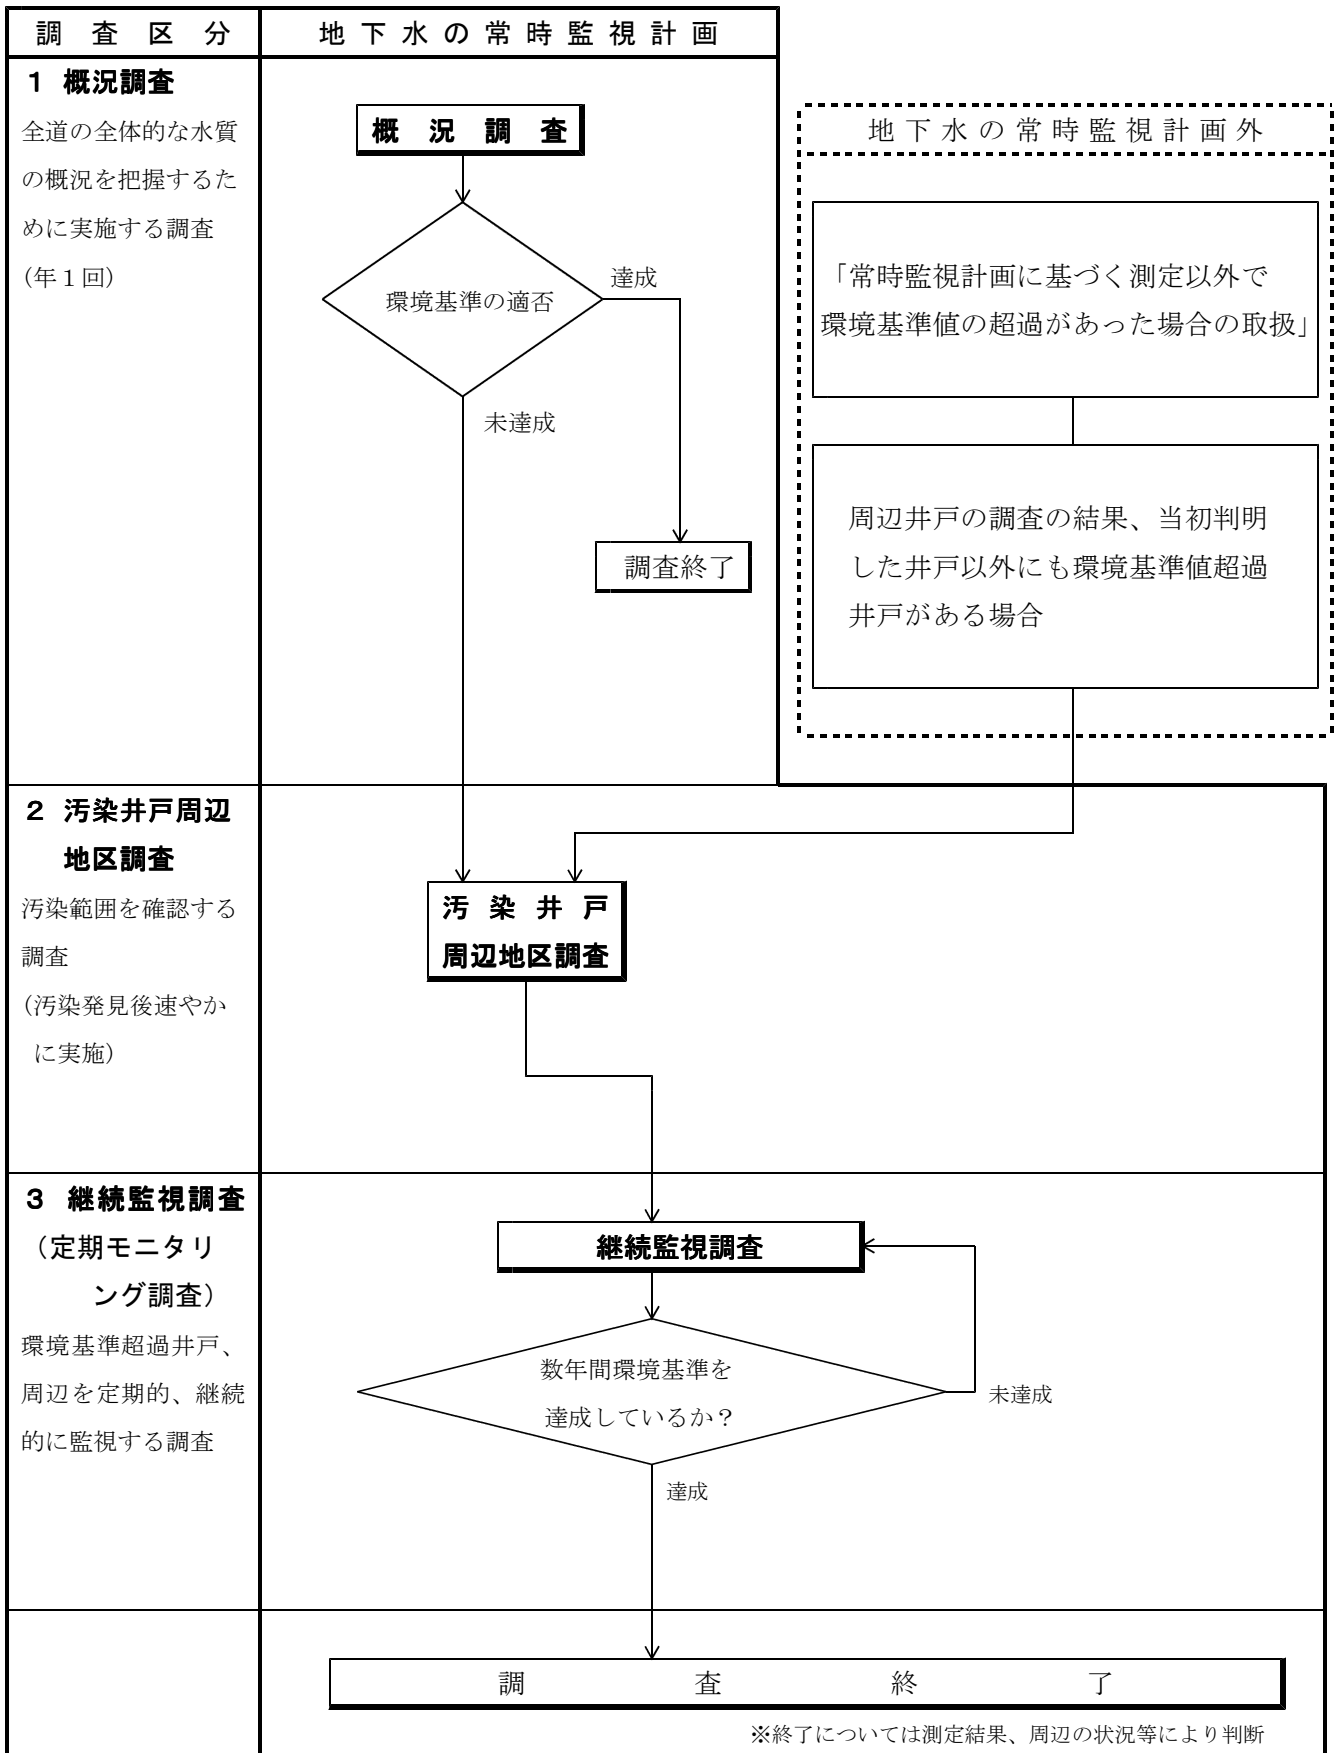 調査区分
地下水の常時監視計画
1 概況調査
全道の全体的な水質
の概況を把握するた
めに実施する調査
(年1回)
概況調査
環境基準の適否
達成
未達成
調査終了
地下水の常時監視計画外
「常時監視計画に基づく測定以外で
環境基準値の超過があった場合の取扱」
周辺井戸の調査の結果、当初判明
した井戸以外にも環境基準値超過
井戸がある場合
2 汚染井戸周辺
地区調査
汚染範囲を確認する
調査
(汚染発見後速やか
に実施)
汚染井戸
周辺地区調査
3 継続監視調査
(定期モニタリ
ング調査)
環境基準超過井戸、
周辺を定期的、継続
的に監視する調査
継続監視調査
数年間環境基準を
達成しているか？
未達成
達成
調査終了
※終了については測定結果、周辺の状況等により判断